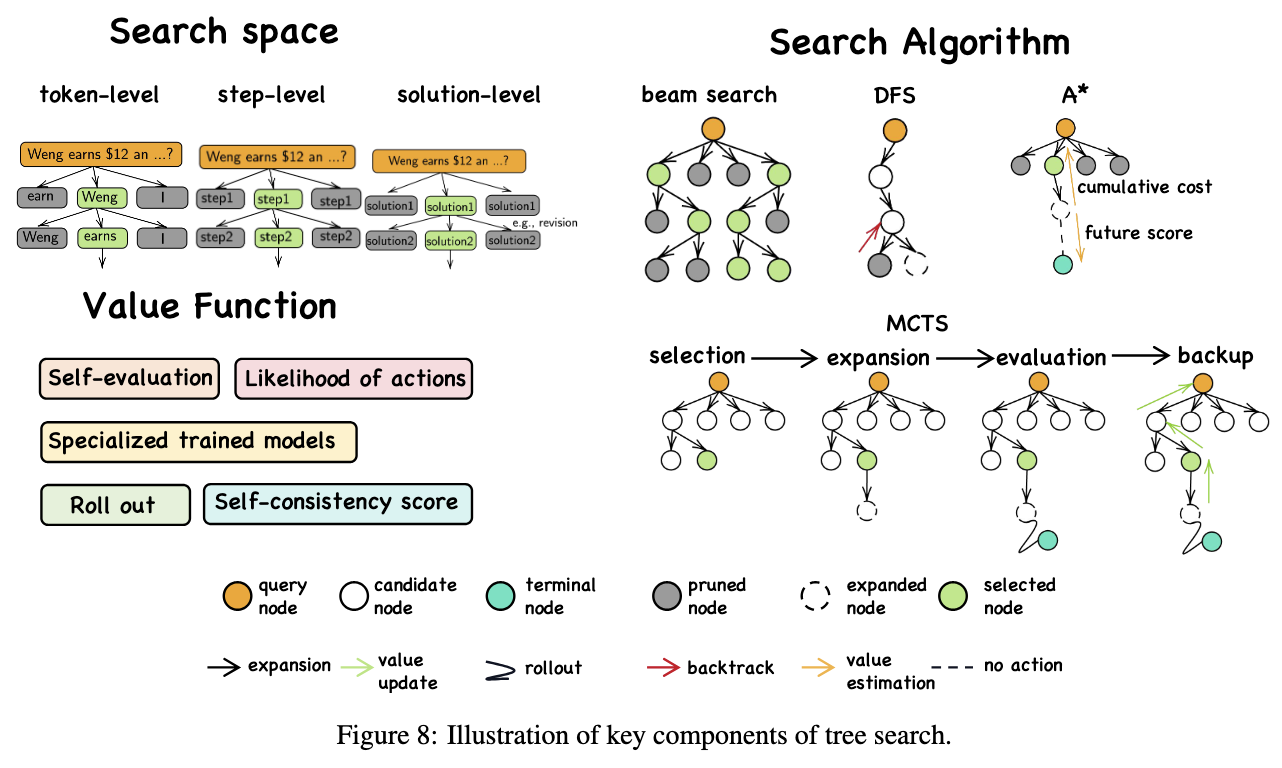 Search space
token-level
step-level
solution-level
Weng earns $12 an ...?
earn
Weng
I
Weng
earns
I
Weng earns $12 an ...?
step1
step1
step1
step2
step2
step2
Weng earns $12 an ...?
solution1
solution1
solution1
e.g., revision
solution2
solution2
solution2
Value Function
Self-evaluation
Likelihood of actions
Specialized trained models
Roll out
Self-consistency score
Search Algorithm
beam search
DFS
A*
cumulative cost
future score
MCTS
selection
expansion
evaluation
backup
query
node
candidate
node
terminal
node
pruned
node
expanded
node
selected
node
expansion
value
update
rollout
backtrack
value
estimation
no action
Figure 8: Illustration of key components of tree search.